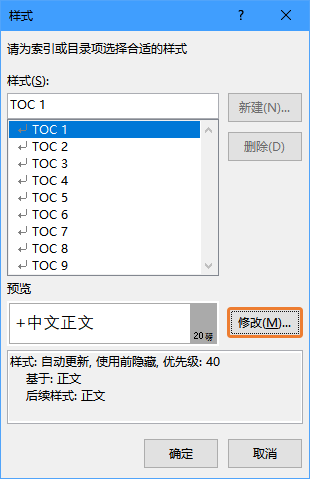 样式
?
请为索引或目录项选择合适的样式
样式(S):
TOC 1
新建(N)...
TOC 1
删除(D)
TOC 2
TOC 3
TOC 4
TOC 5
TOC 6
TOC 7
TOC 8
TOC 9
预览
+中文正文
20 磅
修改(M)...
样式: 自动更新, 使用前隐藏, 优先级: 40
基于: 正文
后续样式: 正文
确定
取消